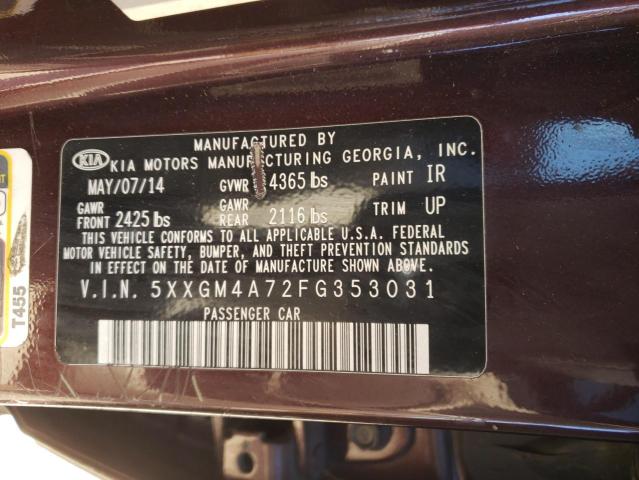 MANUFACTURED BY
KIA KIA MOTORS MANUFACTURING GEORGIA, INC.
MAY/07/14 GVWR 4365 lbs PAINT IR
GAWR FRONT 2425 lbs GAWR REAR 2116 lbs TRIM UP
THIS VEHICLE CONFORMS TO ALL APPLICABLE U.S.A. FEDERAL
MOTOR VEHICLE SAFETY, BUMPER, AND THEFT PREVENTION STANDARDS
IN EFFECT ON THE DATE OF MANUFACTURE SHOWN ABOVE.
V.I.N. 5XXGM4A72FG353031
PASSENGER CAR
T455